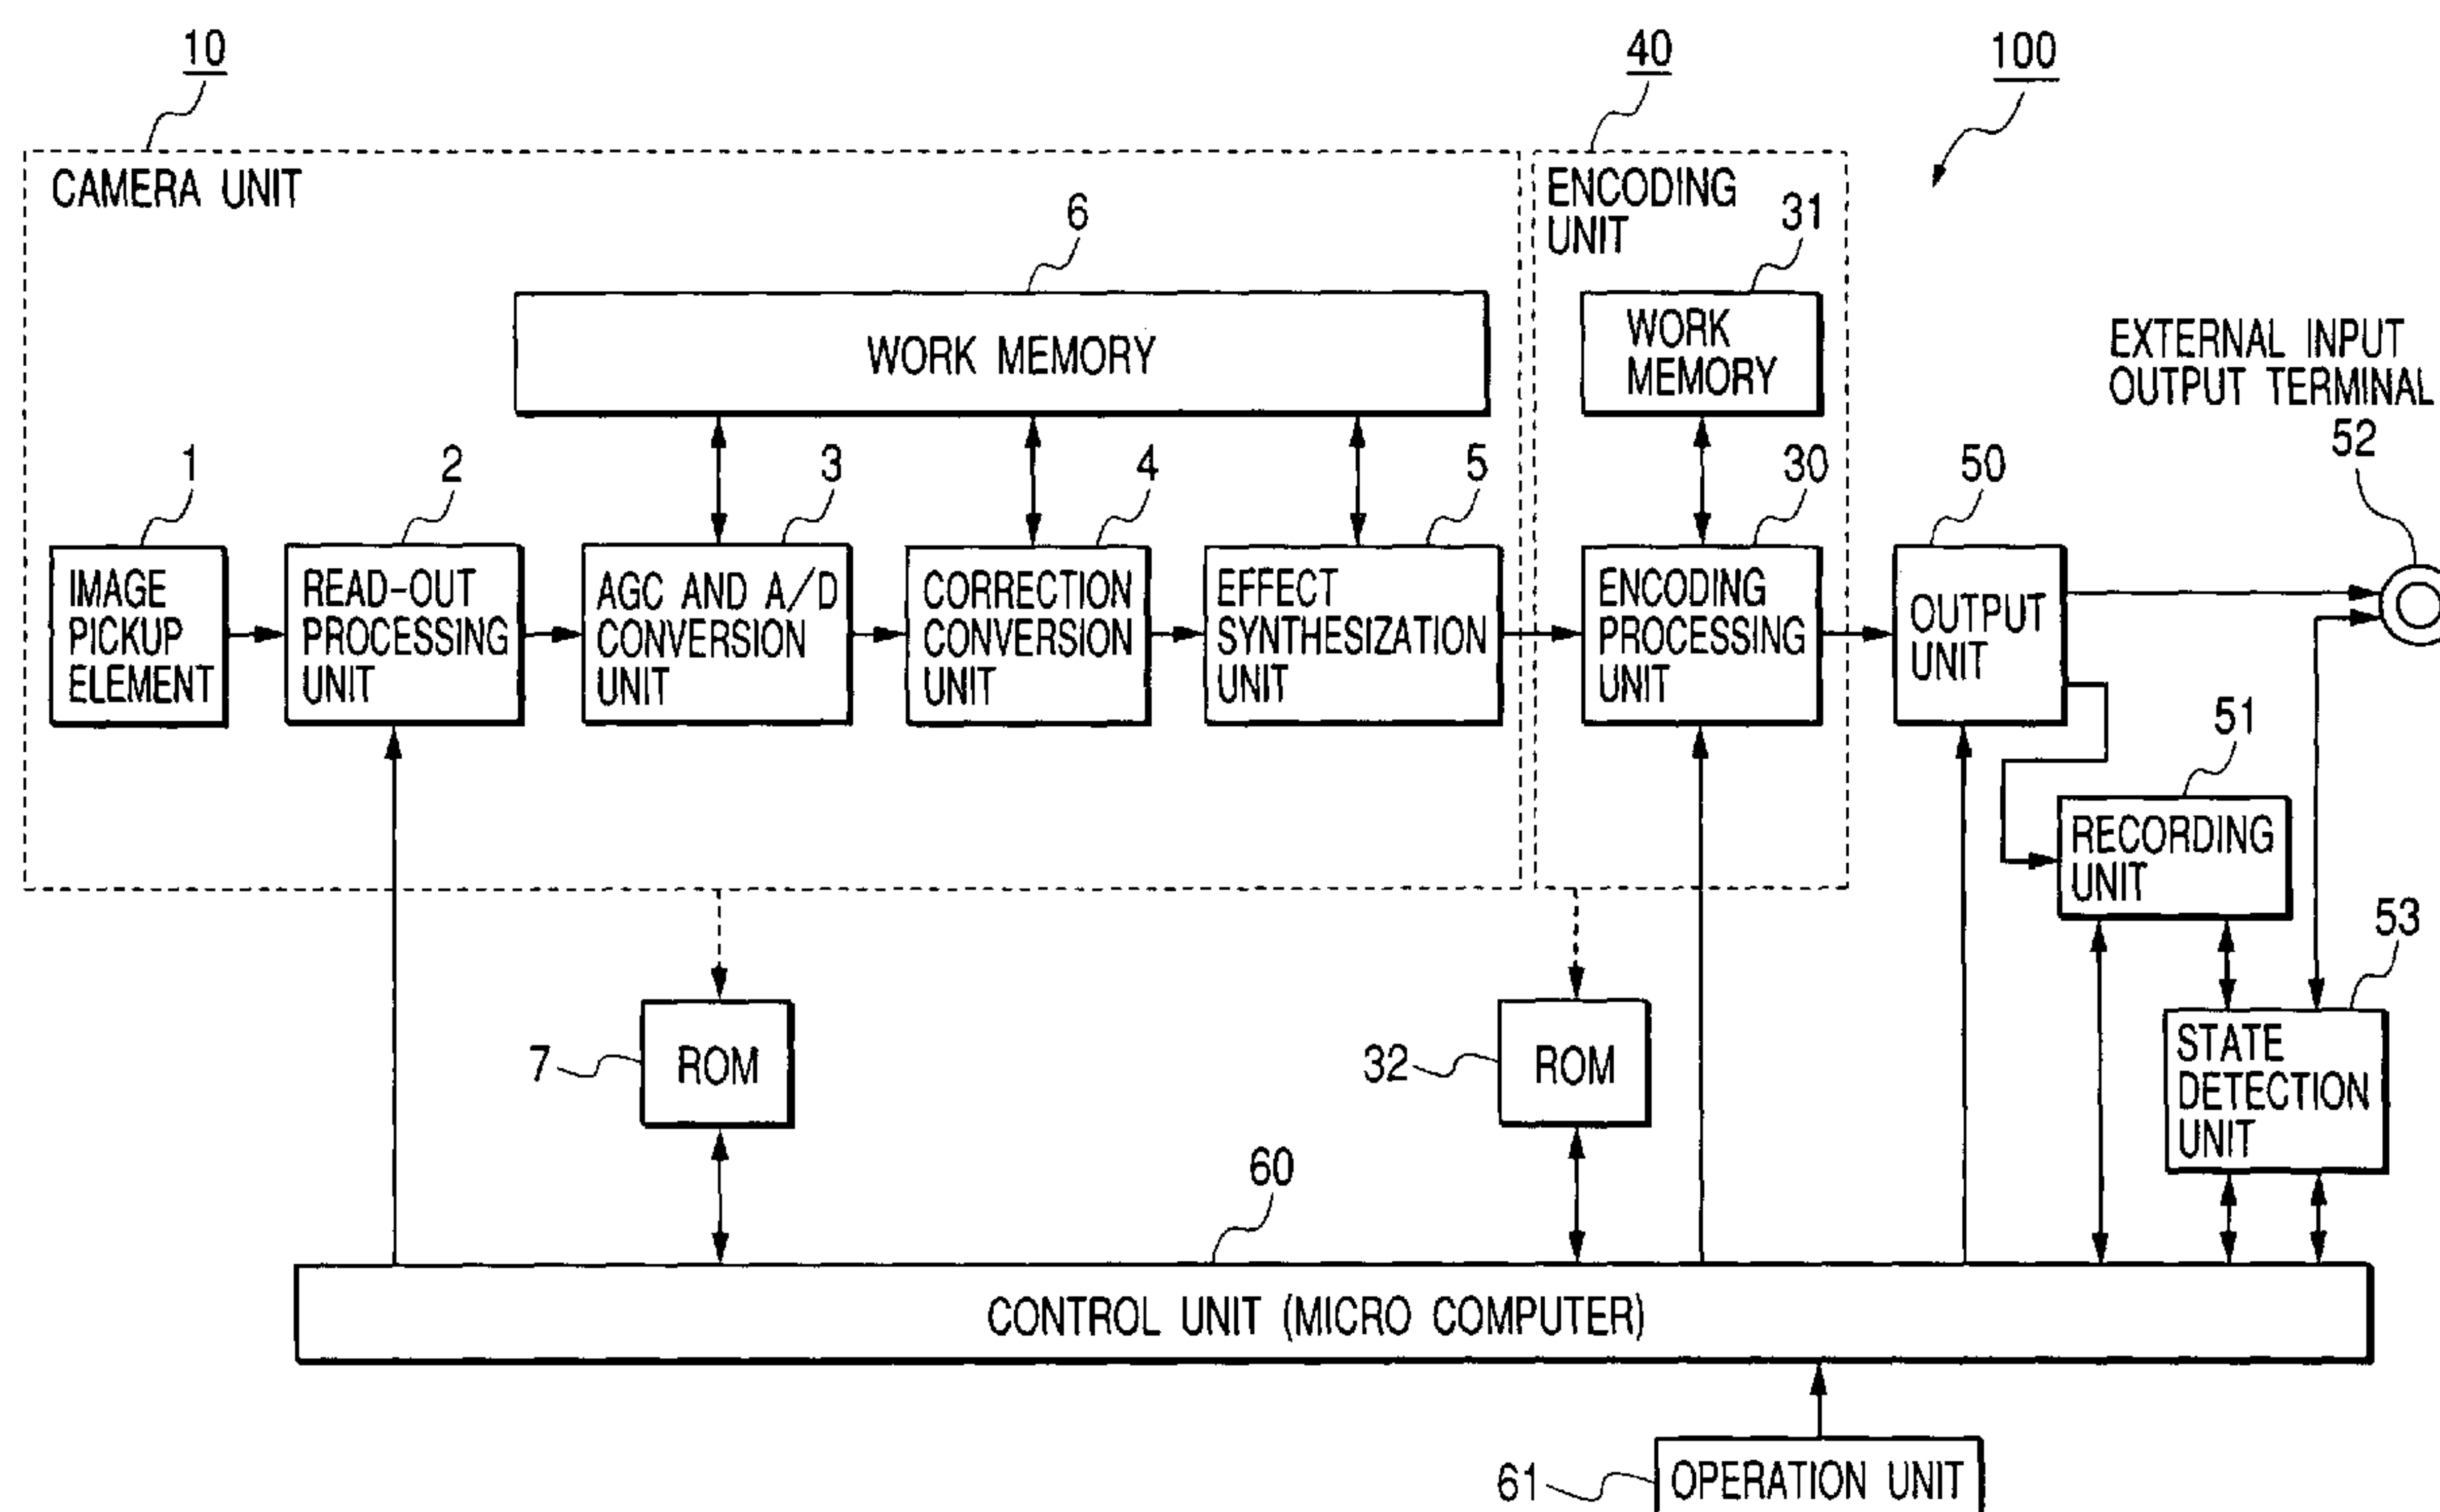 10
40
100
CAMERA UNIT
ENCODING
UNIT
6
31
WORK MEMORY
WORK
MEMORY
EXTERNAL INPUT
OUTPUT TERMINAL
52
1
2
3
4
5
30
50
IMAGE
PICKUP
ELEMENT
READ-OUT
PROCESSING
UNIT
AGC AND A/D
CONVERSION
UNIT
CORRECTION
CONVERSION
UNIT
EFFECT
SYNTHESIZATION
UNIT
ENCODING
PROCESSING
UNIT
OUTPUT
UNIT
51
RECORDING
UNIT
53
7
ROM
32
ROM
STATE
DETECTION
UNIT
60
CONTROL UNIT (MICRO COMPUTER)
61
OPERATION UNIT